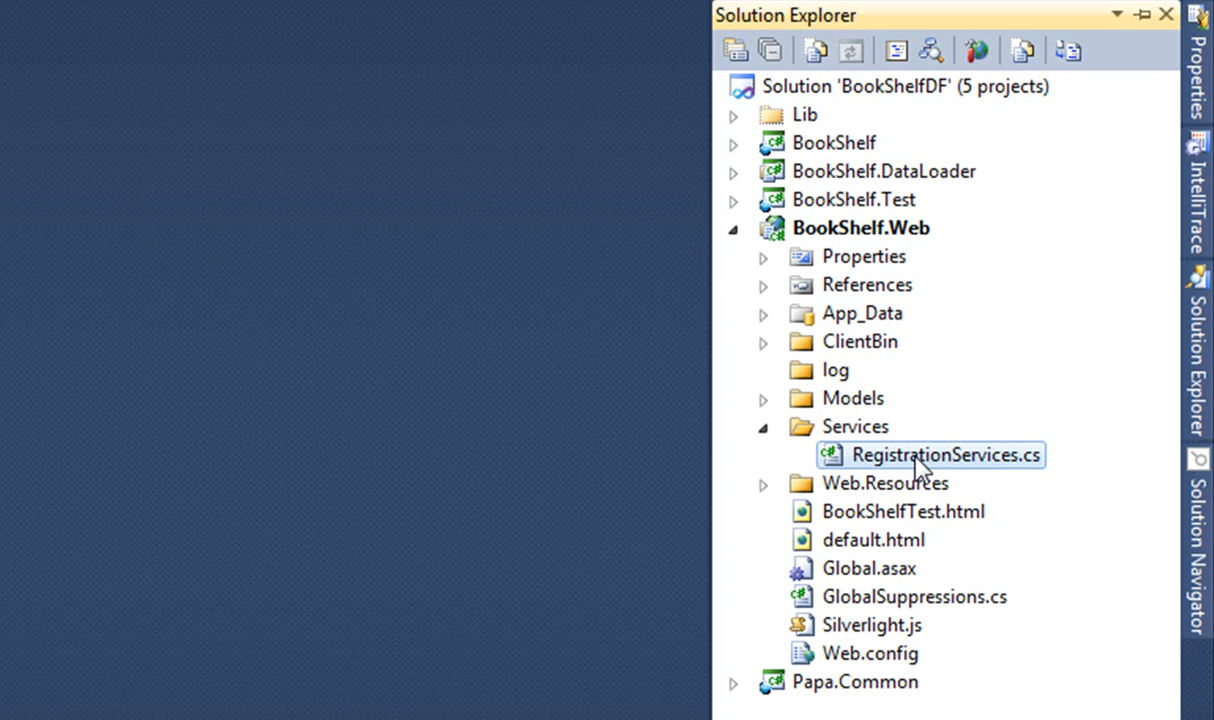 Solution Explorer
Solution 'BookShelfDF' (5 projects)
Lib
BookShelf
BookShelf.DataLoader
BookShelf.Test
BookShelf.Web
Properties
References
App_Data
ClientBin
log
Models
Services
RegistrationServices.cs
Web.Resources
BookShelfTest.html
default.html
Global.asax
GlobalSuppressions.cs
Silverlight.js
Web.config
Papa.Common
Properties
IntelliTrace
Solution Explorer
Solution Navigator